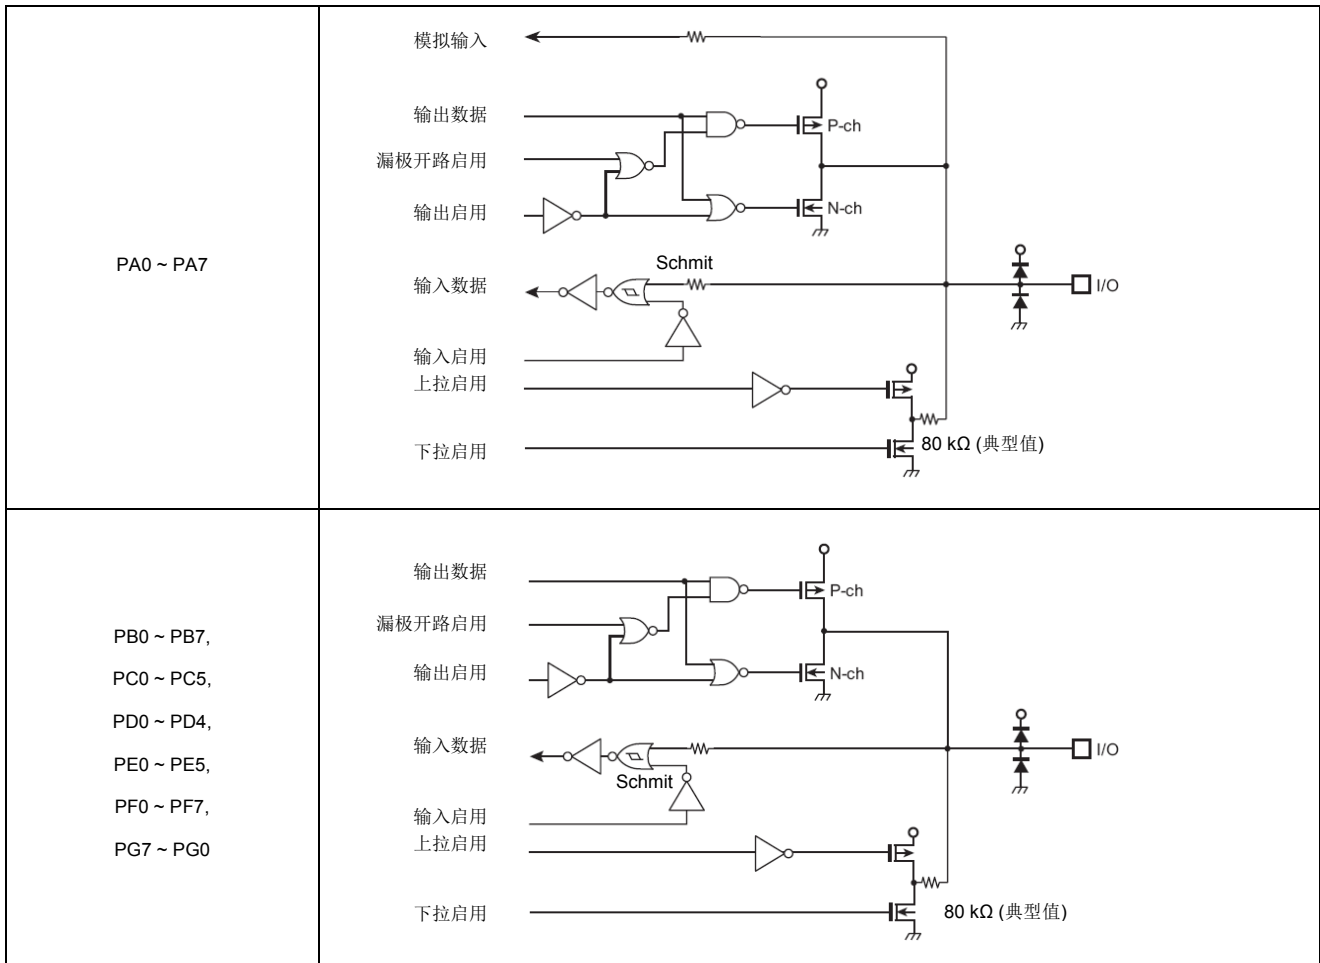 PA0 ~ PA7
模拟输入
输出数据
P-ch
漏极开路启用
输出启用
N-ch
Schmit
输入数据
I/O
输入启用
上拉启用
下拉启用
80 kΩ (典型值)
PB0 ~ PB7,
PC0 ~ PC5,
PD0 ~ PD4,
PE0 ~ PE5,
PF0 ~ PF7,
PG7 ~ PG0
输出数据
P-ch
漏极开路启用
输出启用
N-ch
输入数据
I/O
Schmit
输入启用
上拉启用
下拉启用
80 kΩ (典型值)